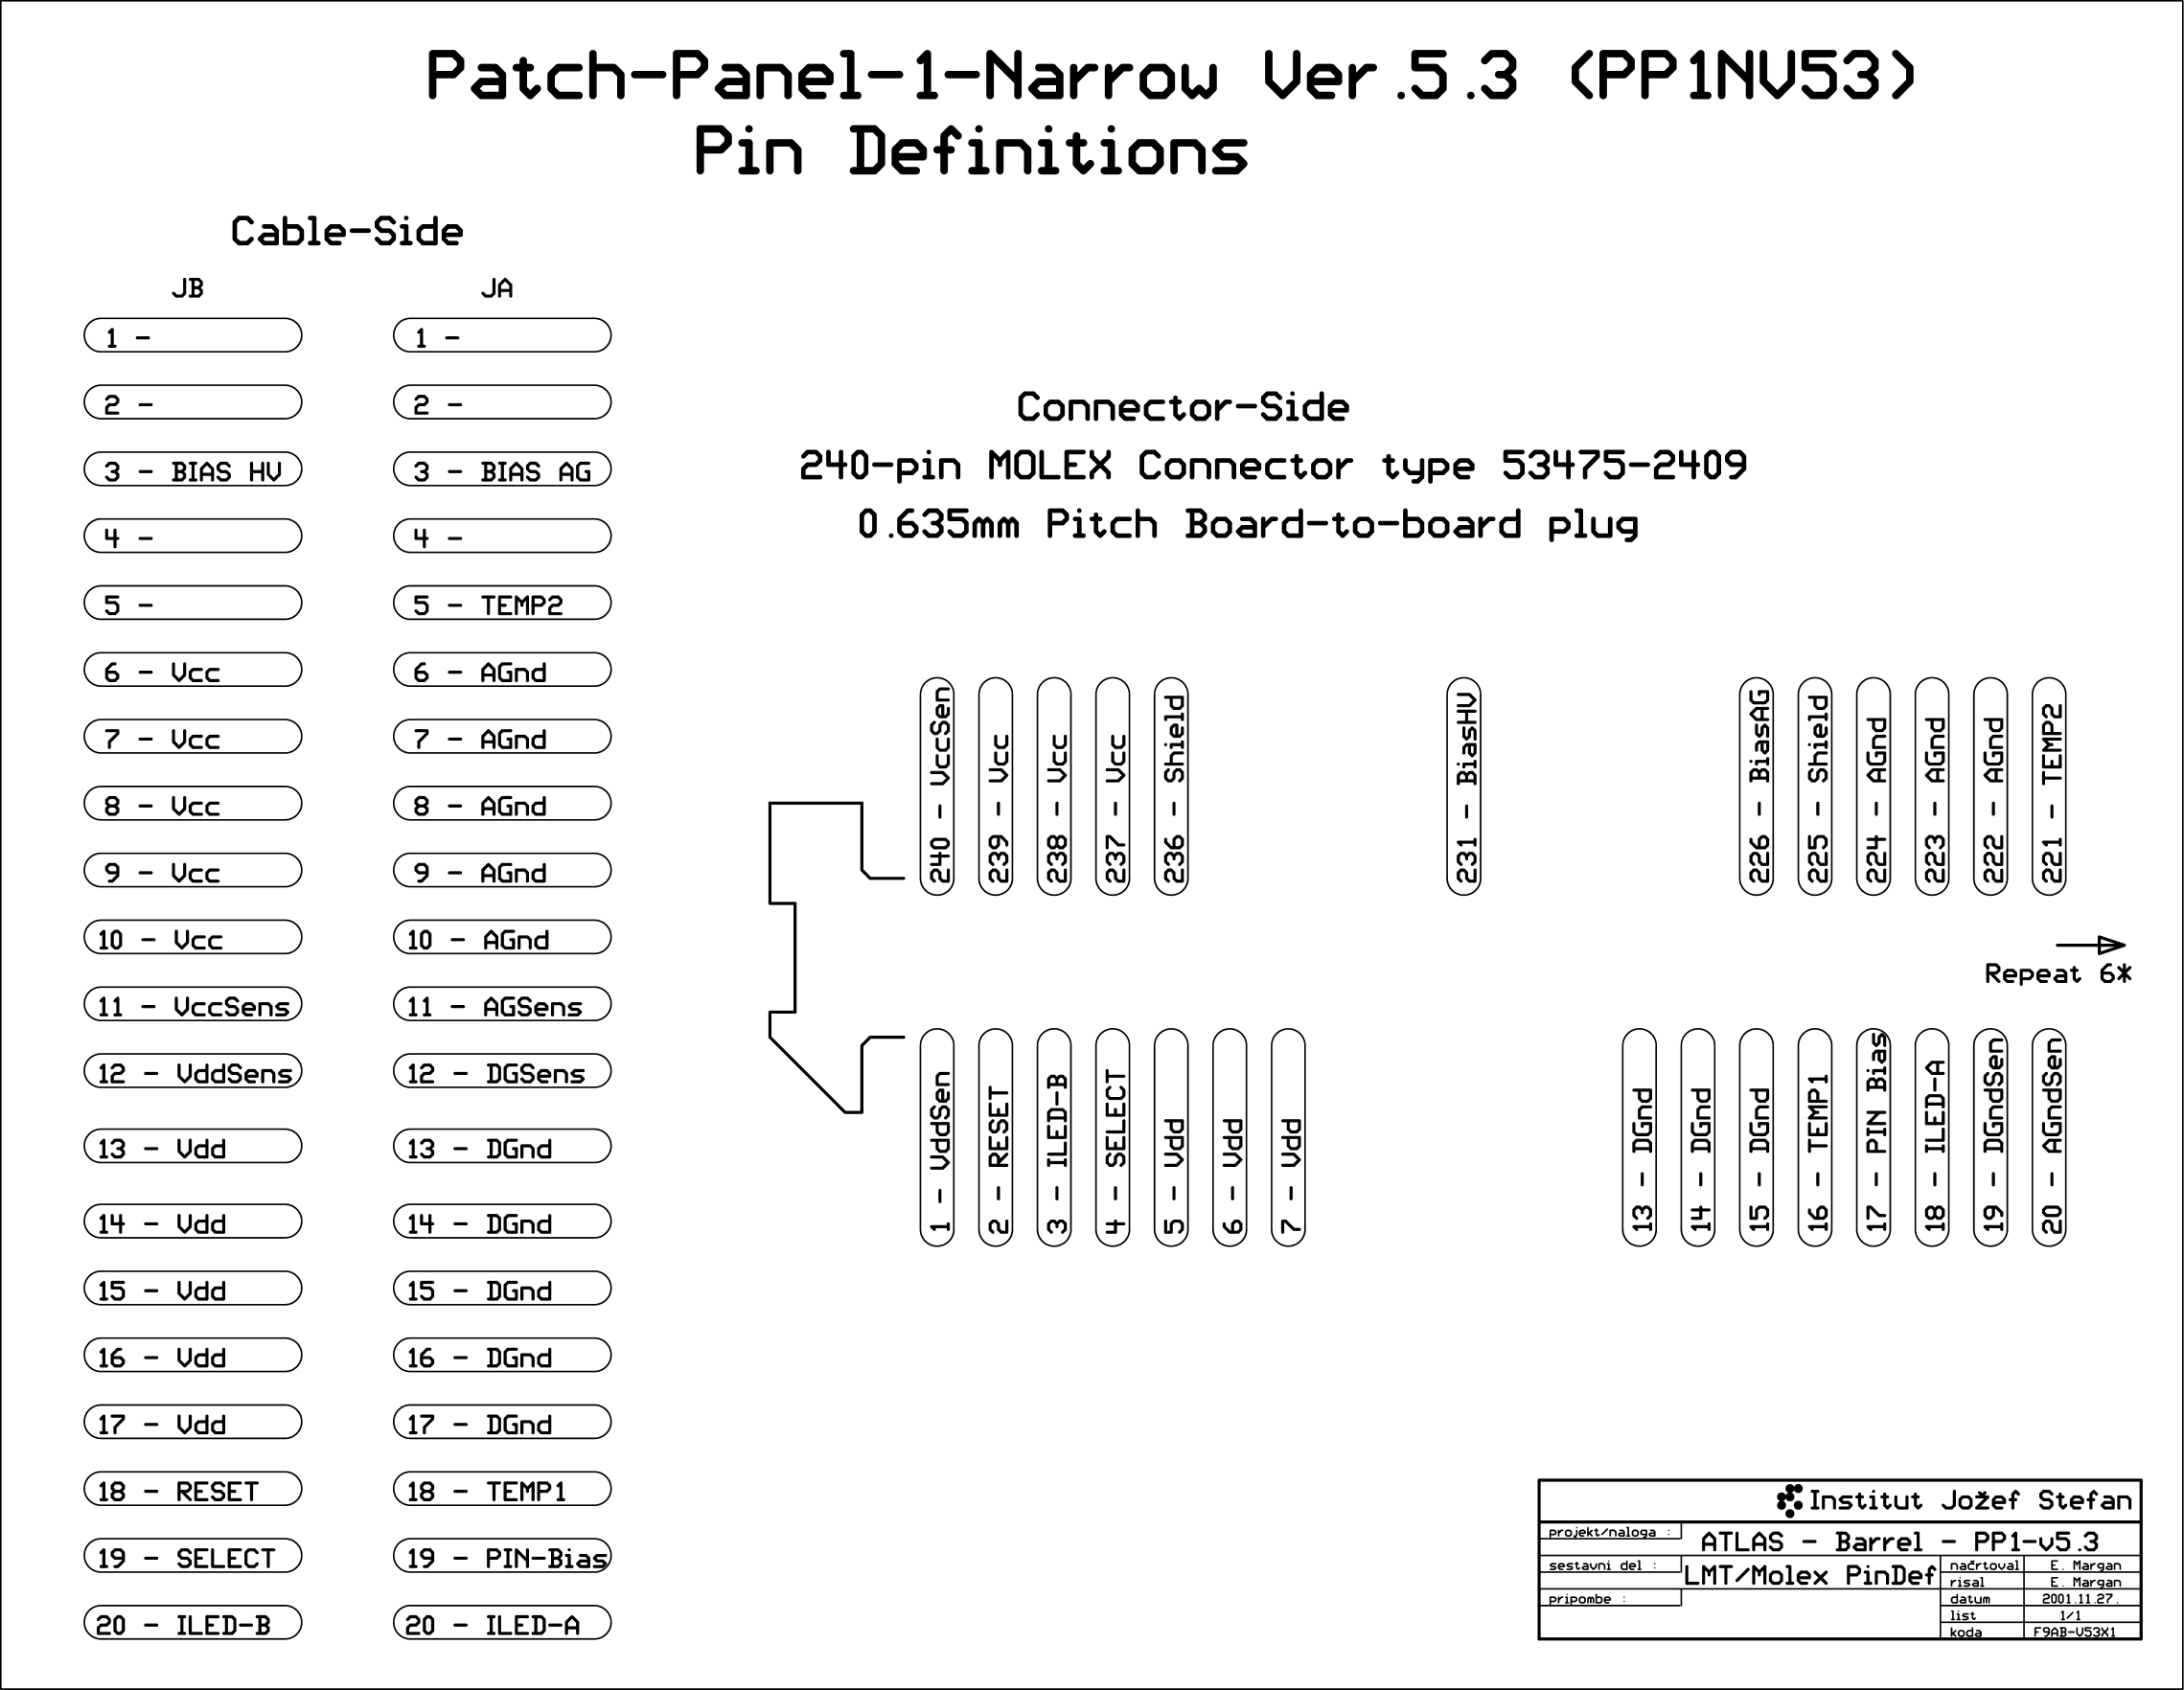 Patch-Panel-1-Narrow Ver.5.3 (PP1NV53)
Pin Definitions
Cable-Side
JB
1 -
2 -
3 - BIAS HV
4 -
5 -
6 - Vcc
7 - Vcc
8 - Vcc
9 - Vcc
10 - Vcc
11 - VccSens
12 - VddSens
13 - Vdd
14 - Vdd
15 - Vdd
16 - Vdd
17 - Vdd
18 - RESET
19 - SELECT
20 - ILED-B
JA
1 -
2 -
3 - BIAS AG
4 -
5 - TEMP2
6 - AGnd
7 - AGnd
8 - AGnd
9 - AGnd
10 - AGnd
11 - AGSens
12 - DGSens
13 - DGnd
14 - DGnd
15 - DGnd
16 - DGnd
17 - DGnd
18 - TEMP1
19 - PIN-Bias
20 - ILED-A
Connector-Side
240-pin MOLEX Connector type 53475-2409
0.635mm Pitch Board-to-board plug
240 - VccSen
239 - Vcc
238 - Vcc
237 - Vcc
236 - Shield
231 - BiasHV
226 - BiasAG
225 - Shield
224 - AGnd
223 - AGnd
222 - AGnd
221 - TEMP2
Repeat 6*
1 - VddSen
2 - RESET
3 - ILED-B
4 - SELECT
5 - Vdd
6 - Vdd
7 - Vdd
13 - DGnd
14 - DGnd
15 - DGnd
16 - TEMP1
17 - PIN Bias
18 - ILED-A
19 - DGndSen
20 - AGndSen
Institut Jožef Stefan
projekt/naloga :
ATLAS - Barrel - PP1-v5.3
sestavni del :
LMT/Molex PinDef
pripombe :
načrtoval E. Margan
risal E. Margan
datum 2001.11.27.
list 1/1
koda F9AB-V53X1